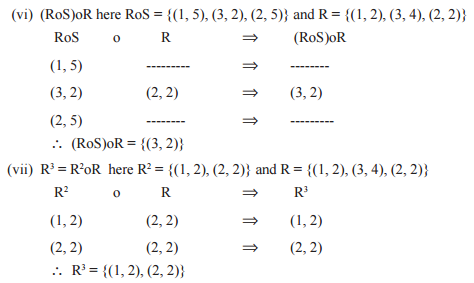 (vi) (RoS)oR here RoS = {(1, 5), (3, 2), (2, 5)} and R = {(1, 2), (3, 4), (2, 2)}
RoS o R ⇒ (RoS)oR
(1, 5) --------- ⇒ --------
(3, 2) (2, 2) ⇒ (3, 2)
(2, 5) -------- ⇒ ---------
∴ (RoS)oR = {(3, 2)}
(vii) R³ = R²oR here R² = {(1, 2), (2, 2)} and R = {(1, 2), (3, 4), (2, 2)}
R² o R ⇒ R³
(1, 2) (2, 2) ⇒ (1, 2)
(2, 2) (2, 2) ⇒ (2, 2)
∴ R³ = {(1, 2), (2, 2)}